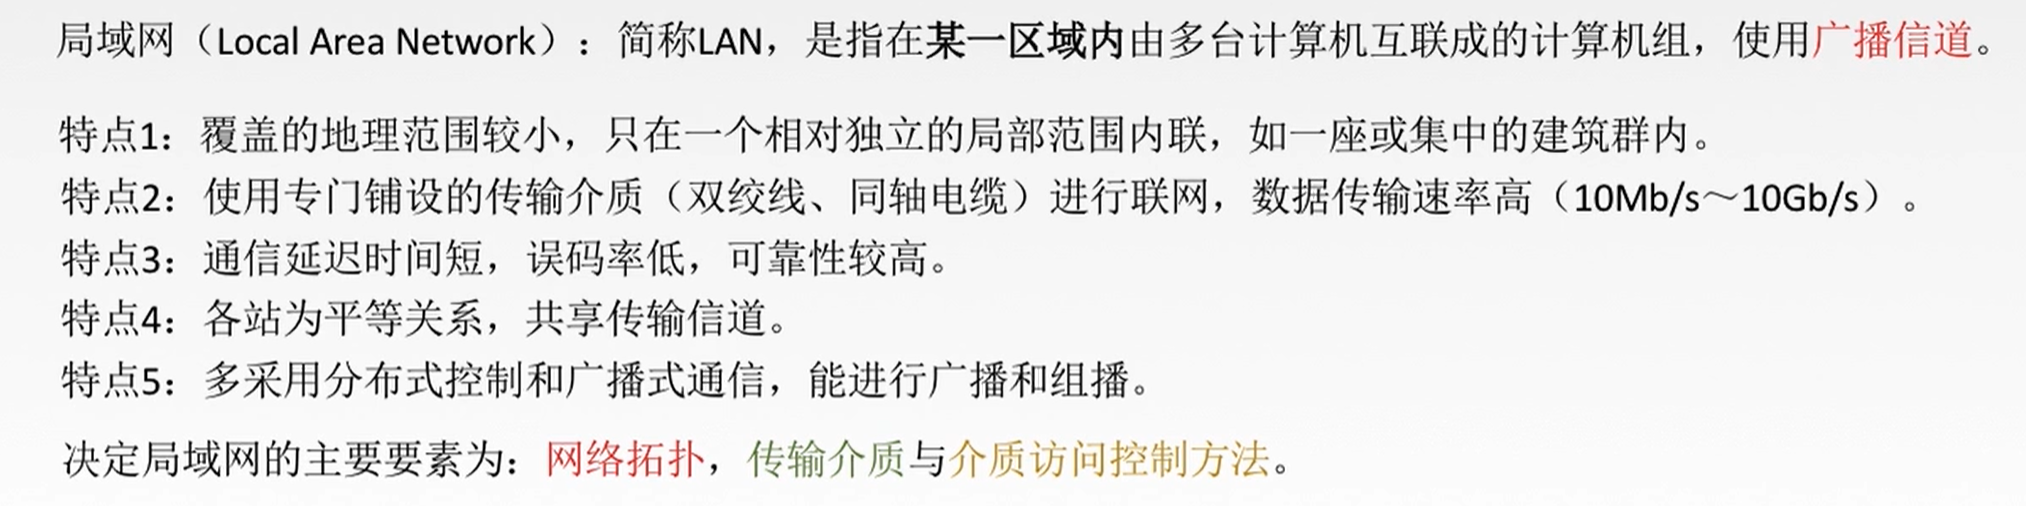 局域网（Local Area Network）：简称LAN，是指在某一区域内由多台计算机互联成的计算机组，使用广播信道。
特点1：覆盖的地理范围较小，只在一个相对独立的局部范围内联，如一座或集中的建筑群内。
特点2：使用专门铺设的传输介质（双绞线、同轴电缆）进行联网，数据传输速率高（10Mb/s～10Gb/s）。
特点3：通信延迟时间短，误码率低，可靠性较高。
特点4：各站为平等关系，共享传输信道。
特点5：多采用分布式控制和广播式通信，能进行广播和组播。
决定局域网的主要要素为：网络拓扑，传输介质与介质访问控制方法。